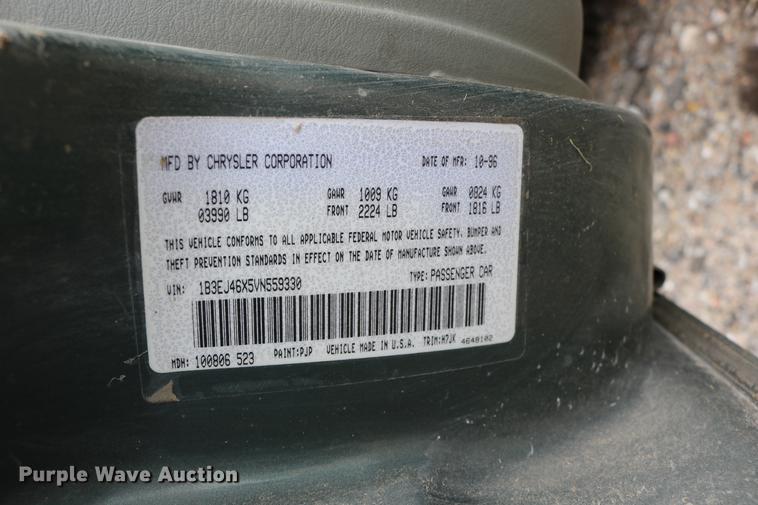 MFD BY CHRYSLER CORPORATION DATE OF MFR: 10-96
GVWR 1810 KG GAWR 1009 KG GAWR 0824 KG
03990 LB FRONT 2224 LB FRONT 1816 LB
THIS VEHICLE CONFORMS TO ALL APPLICABLE FEDERAL MOTOR VEHICLE SAFETY, BUMPER AND
THEFT PREVENTION STANDARDS IN EFFECT ON THE DATE OF MANUFACTURE SHOWN ABOVE.
VIN: 1B3EJ46X5VN559330 TYPE: PASSENGER CAR
MDH: 100806 523 PAINT:PJP VEHICLE MADE IN U.S.A. TRIM:H7JK 4648102
Purple Wave Auction